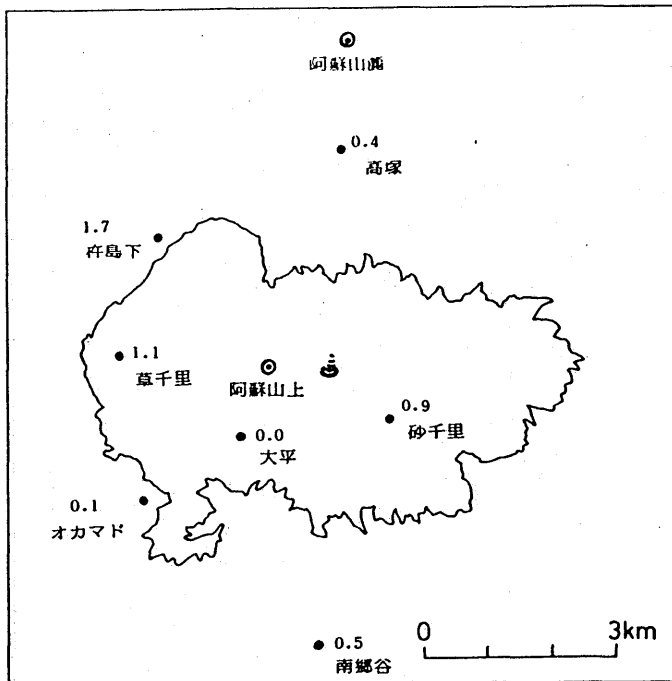 阿蘇山麓
0.4
高塚
1.7
杵島下
1.1
草千里
阿蘇山上
0.9
砂千里
0.0
大平
0.1
オカマド
0.5
南郷谷
0 3km